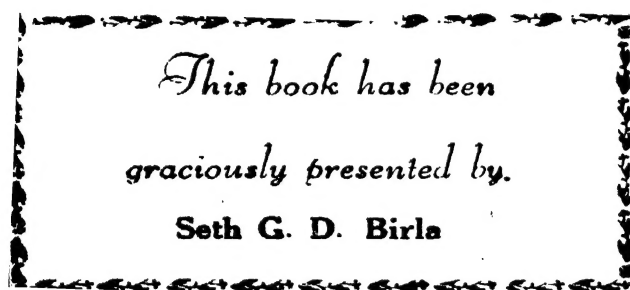 This book has been
graciously presented by.
Seth G. D. Birla